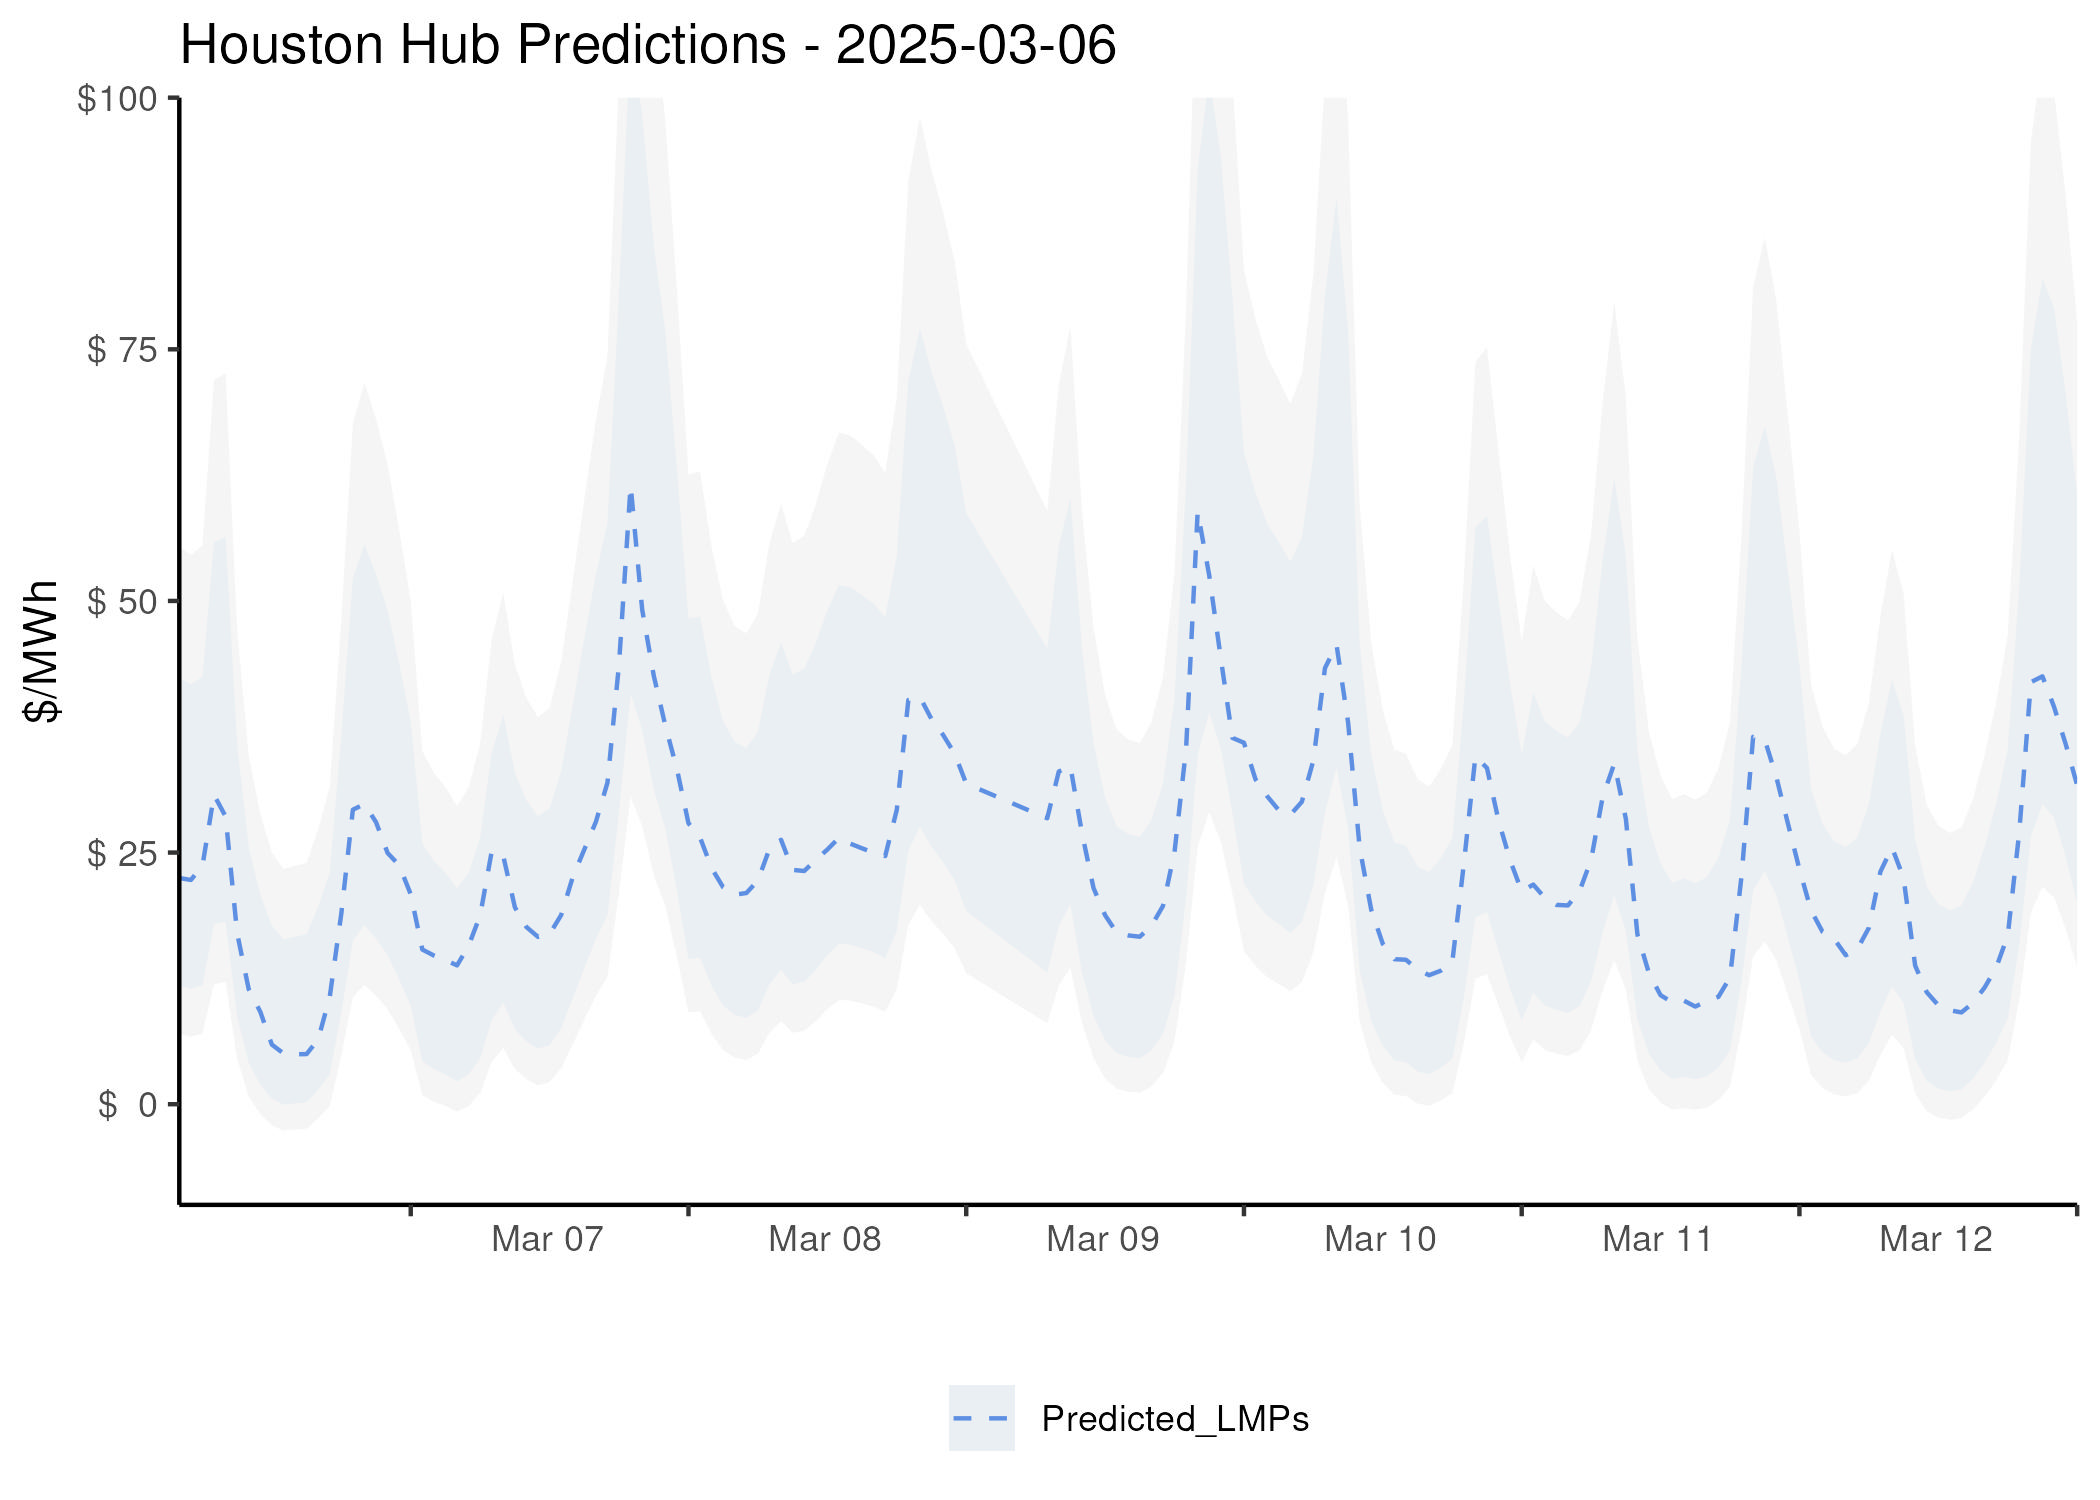 Houston Hub Predictions - 2025-03-06
$100
$ 75
$ 50
$ 25
$  0
$/MWh
Mar 07 Mar 08 Mar 09 Mar 10 Mar 11 Mar 12
Predicted_LMPs